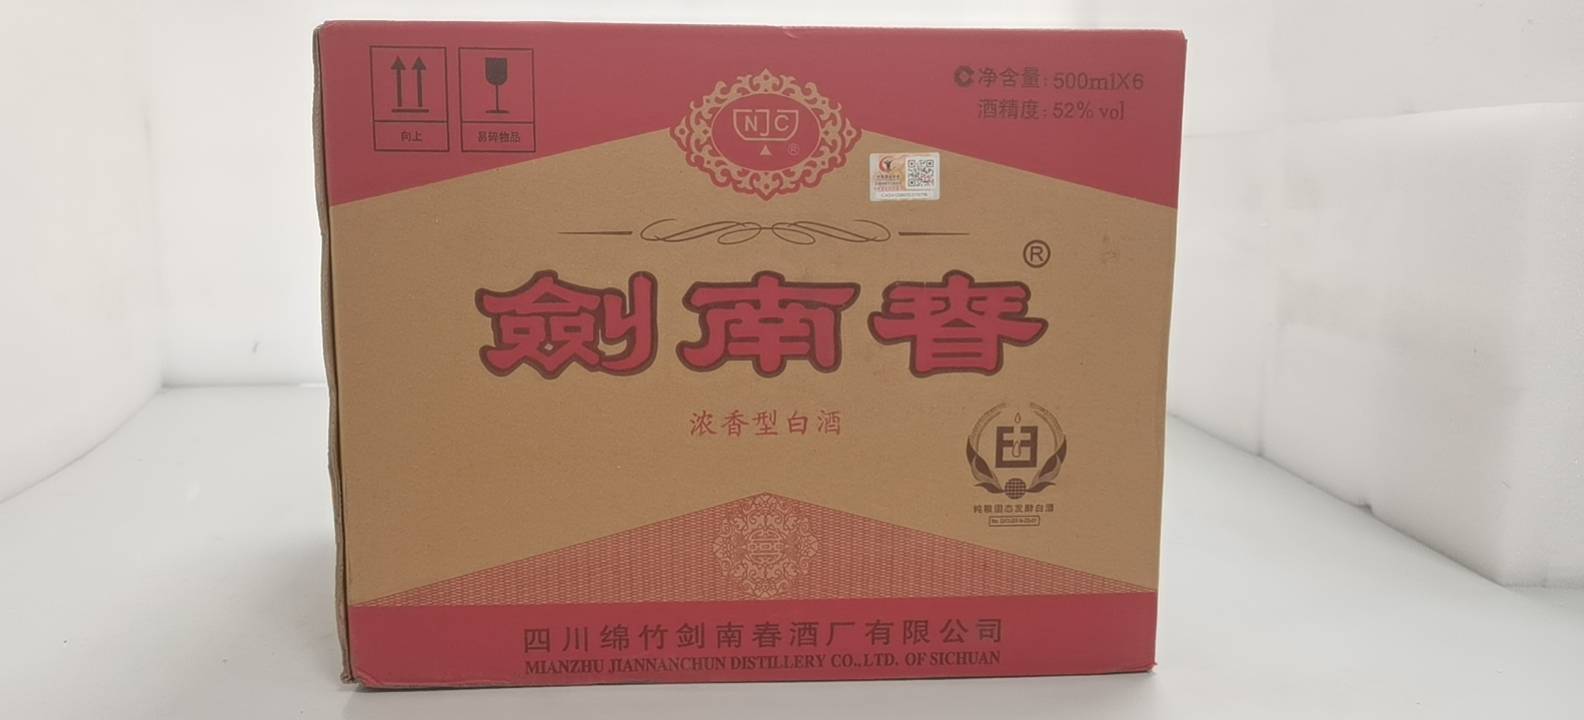 向上
易碎物品
NJC
®
净含量:500mlX6
酒精度:52% vol
剑南春®
浓香型白酒
纯粮固态发酵白酒
四川绵竹剑南春酒厂有限公司
MIANZHU JIANNANCHUN DISTILLERY CO.,LTD. OF SICHUAN